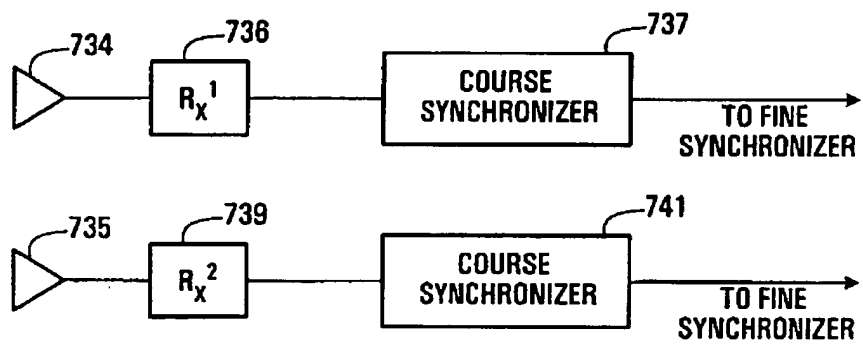 734
736
737
Rx¹
COURSE
SYNCHRONIZER
TO FINE
SYNCHRONIZER
735
739
741
Rx²
COURSE
SYNCHRONIZER
TO FINE
SYNCHRONIZER